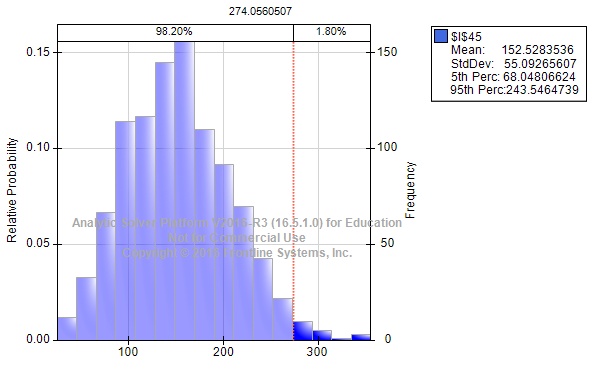 274.0560507
98.20% 1.80%
$I$45
Mean: 152.5283536
StdDev: 55.09265607
5th Perc: 68.04806624
95th Perc:243.5464739
0.15
0.10
0.05
0.00
Relative Probability
150
100
50
0
Frequency
100 200 300
Analytic Solver Platform V2016-R3 (16.5.1.0) for Education
Not for Commercial Use
Copyright © Frontline Systems, Inc.